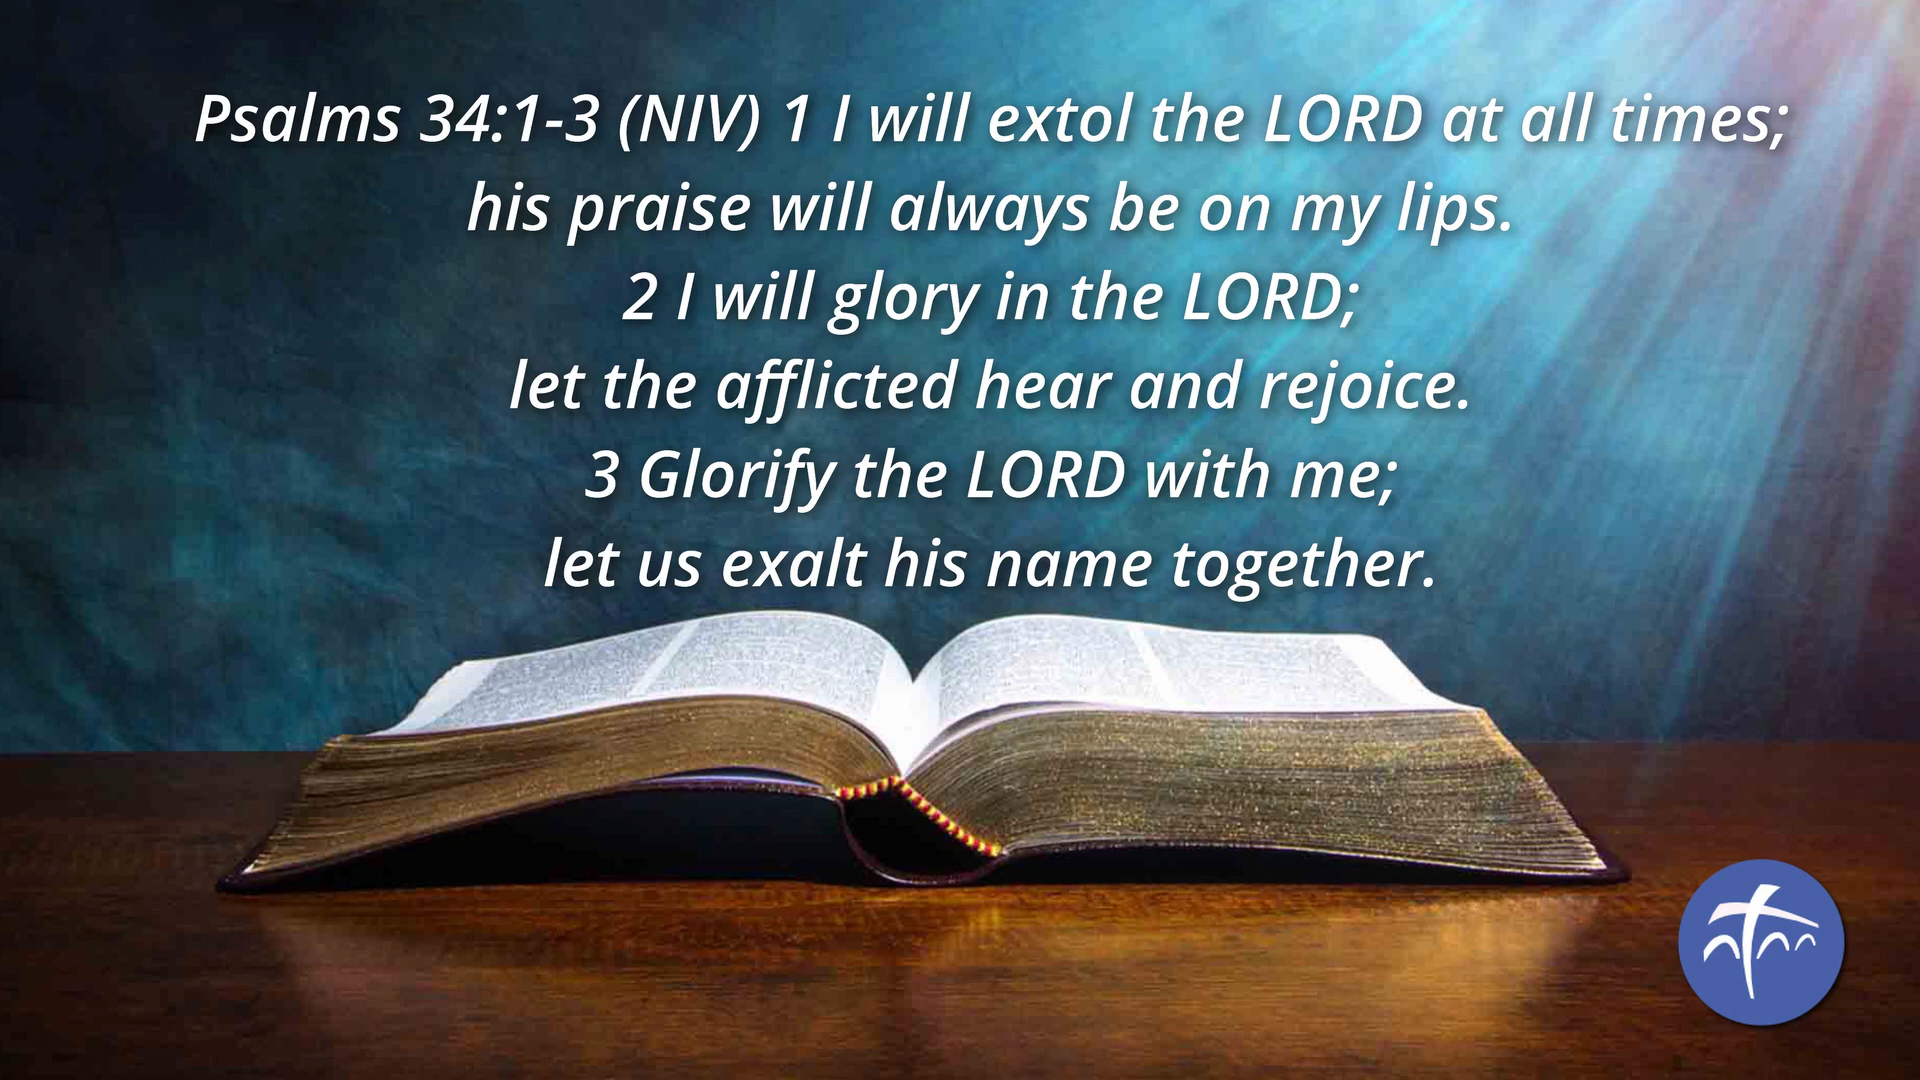 Psalms 34:1-3 (NIV) 1 I will extol the LORD at all times;
his praise will always be on my lips.
2 I will glory in the LORD;
let the afflicted hear and rejoice.
3 Glorify the LORD with me;
let us exalt his name together.